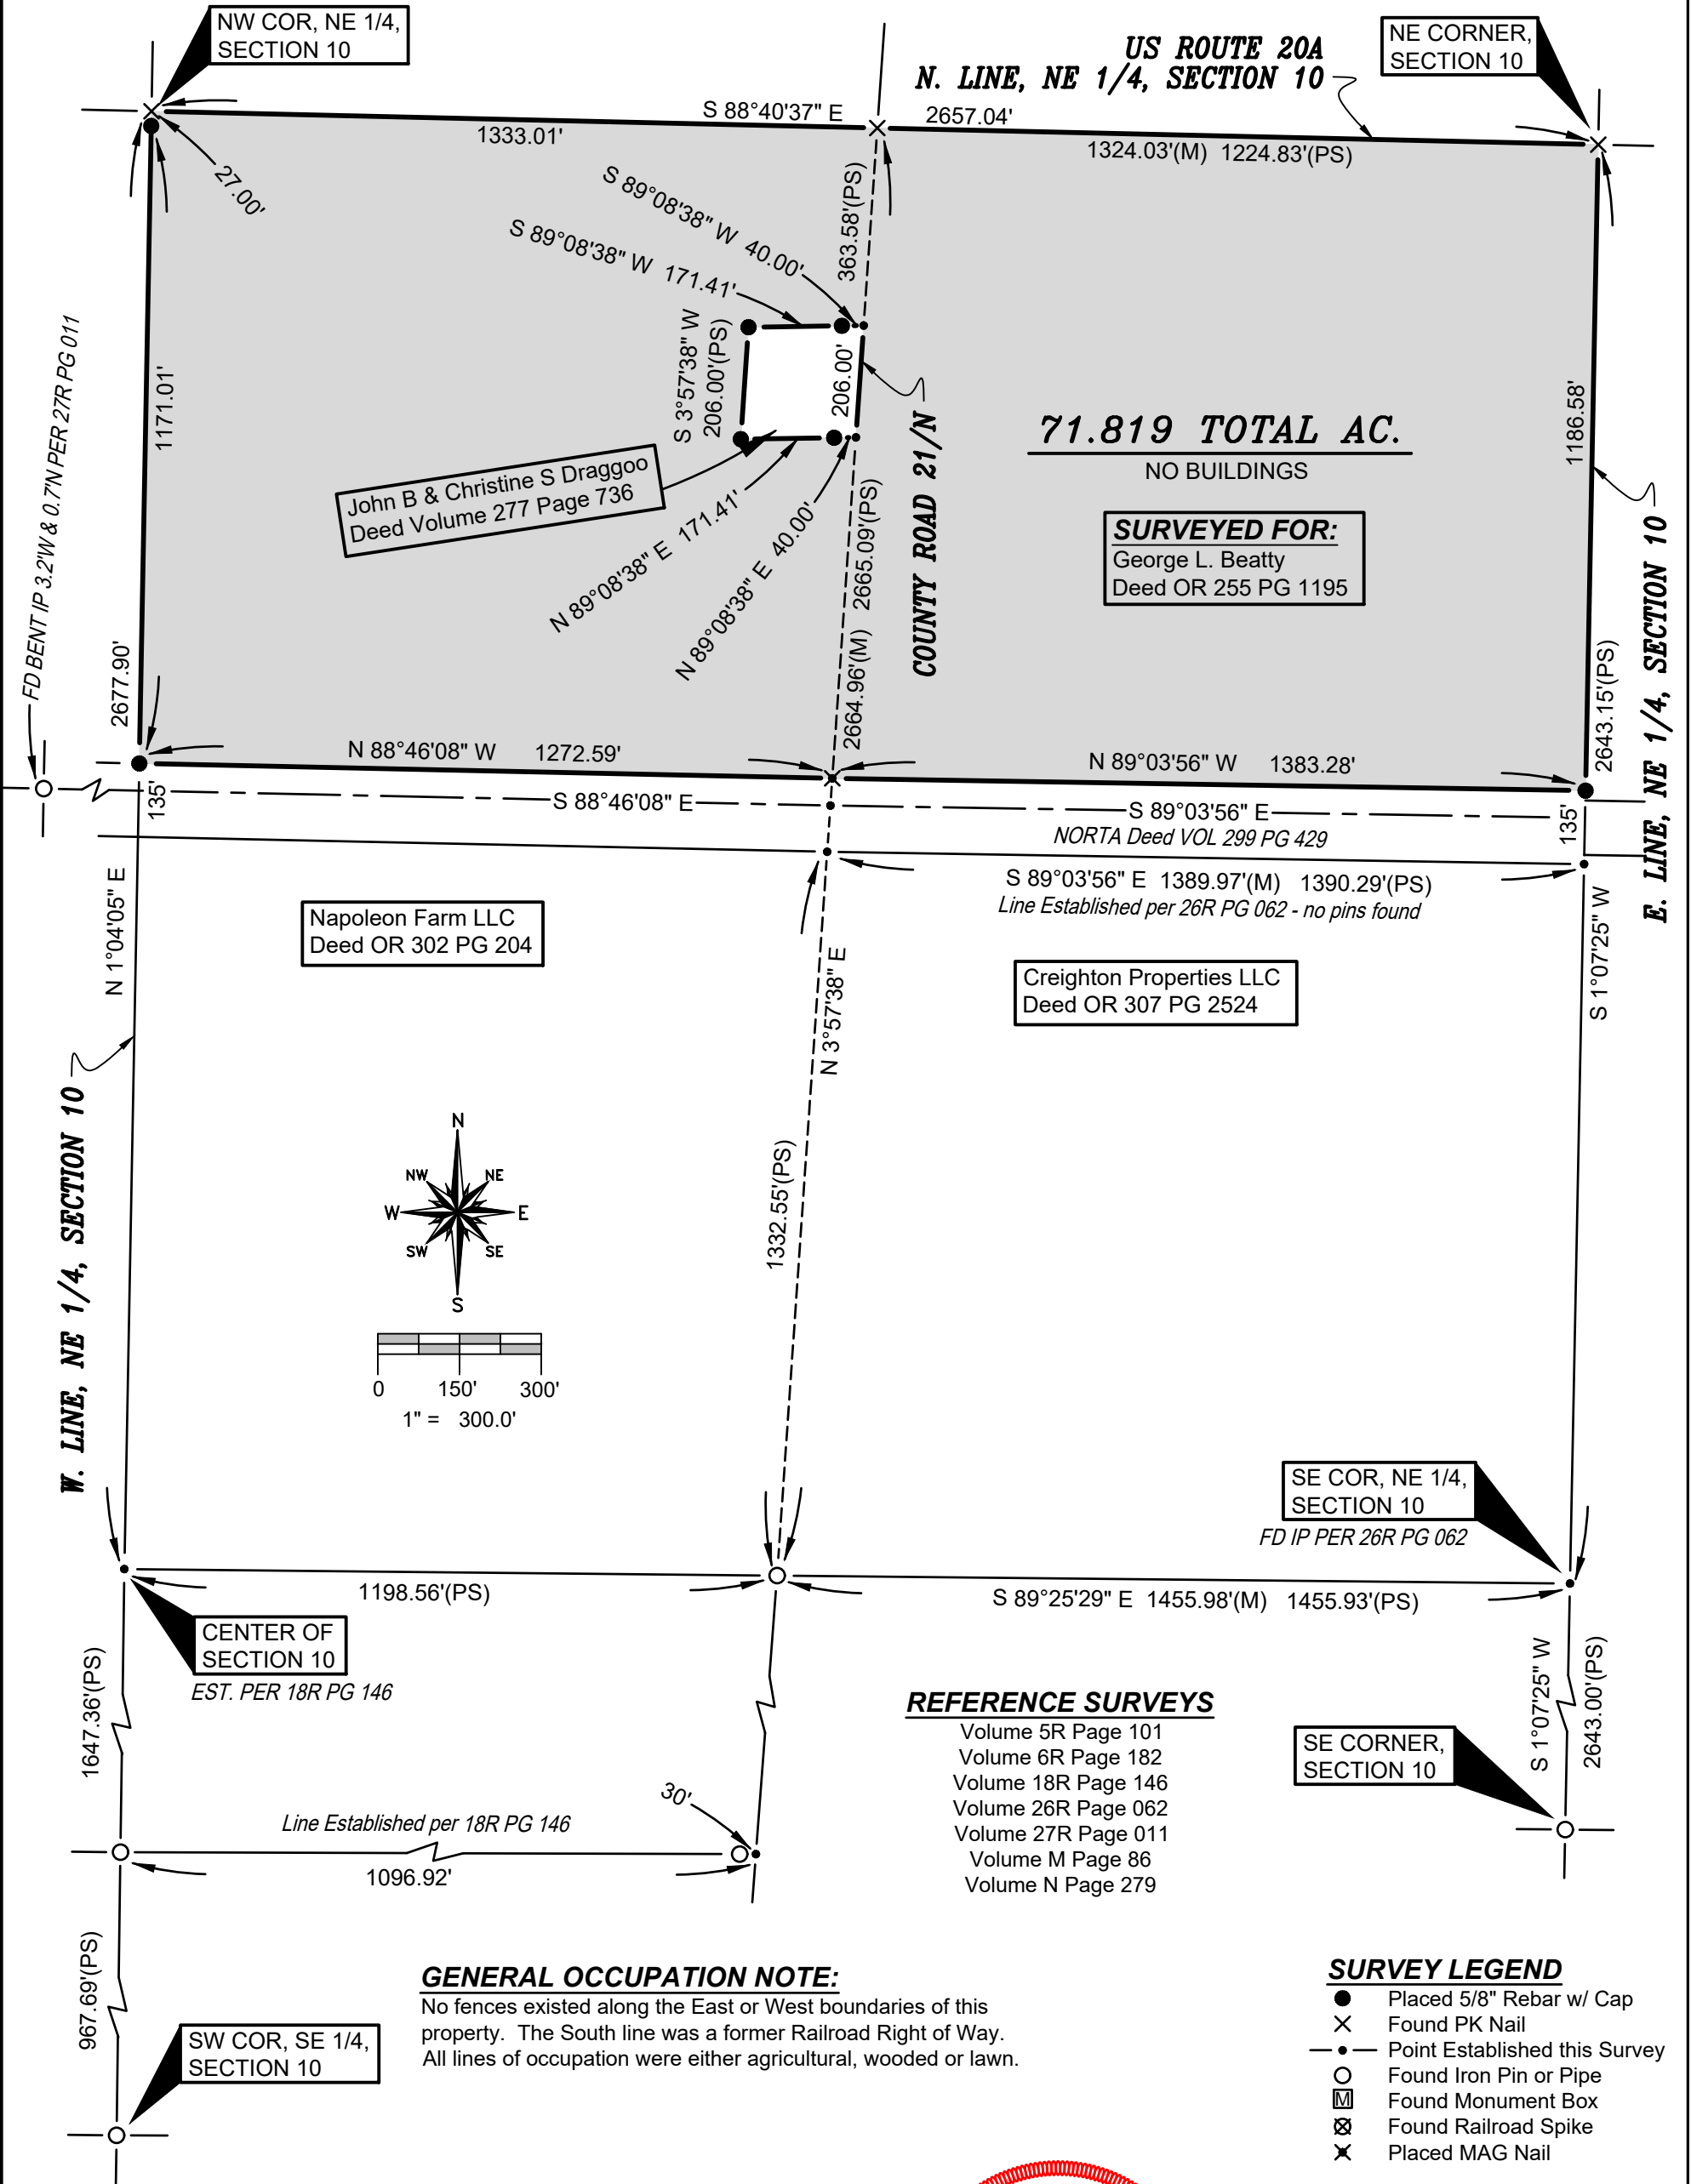 NW COR, NE 1/4,
SECTION 10
US ROUTE 20A
N. LINE, NE 1/4, SECTION 10
NE CORNER,
SECTION 10
S 88°40'37" E
2657.04'
1333.01'
1324.03'(M) 1224.83'(PS)
27.00'
S 89°08'38" W 40.00'
S 89°08'38" W 171.41'
363.58'(PS)
S 3°57'38" W
206.00'(PS)
206.00'
FD BENT IP 3.2'W & 0.7'N PER 27R PG 011
1171.01'
COUNTY ROAD 21/N
71.819 TOTAL AC.
NO BUILDINGS
1186.58'
John B & Christine S Draggoo
Deed Volume 277 Page 736
N 89°08'38" E 171.41'
N 89°08'38" E 40.00'
2664.96'(M) 2665.09'(PS)
SURVEYED FOR:
George L. Beatty
Deed OR 255 PG 1195
E. LINE, NE 1/4, SECTION 10
2677.90'
2643.15'(PS)
N 88°46'08" W 1272.59'
N 89°03'56" W 1383.28'
135'
S 88°46'08" E
S 89°03'56" E
135'
NORTA Deed VOL 299 PG 429
S 89°03'56" E 1389.97'(M) 1390.29'(PS)
Line Established per 26R PG 062 - no pins found
N 1°04'05" E
Napoleon Farm LLC
Deed OR 302 PG 204
N 3°57'38" E
Creighton Properties LLC
Deed OR 307 PG 2524
S 1°07'25" W
W. LINE, NE 1/4, SECTION 10
N
NW NE
W E
SW SE
S
1332.55'(PS)
0 150' 300'
1" = 300.0'
SE COR, NE 1/4,
SECTION 10
FD IP PER 26R PG 062
1198.56'(PS)
S 89°25'29" E 1455.98'(M) 1455.93'(PS)
CENTER OF
SECTION 10
EST. PER 18R PG 146
1647.36'(PS)
S 1°07'25" W
2643.00'(PS)
REFERENCE SURVEYS
Volume 5R Page 101
Volume 6R Page 182
Volume 18R Page 146
Volume 26R Page 062
Volume 27R Page 011
Volume M Page 86
Volume N Page 279
SE CORNER,
SECTION 10
30'
Line Established per 18R PG 146
1096.92'
967.69'(PS)
SW COR, SE 1/4,
SECTION 10
GENERAL OCCUPATION NOTE:
No fences existed along the East or West boundaries of this
property. The South line was a former Railroad Right of Way.
All lines of occupation were either agricultural, wooded or lawn.
SURVEY LEGEND
Placed 5/8" Rebar w/ Cap
Found PK Nail
Point Established this Survey
Found Iron Pin or Pipe
M Found Monument Box
Found Railroad Spike
Placed MAG Nail